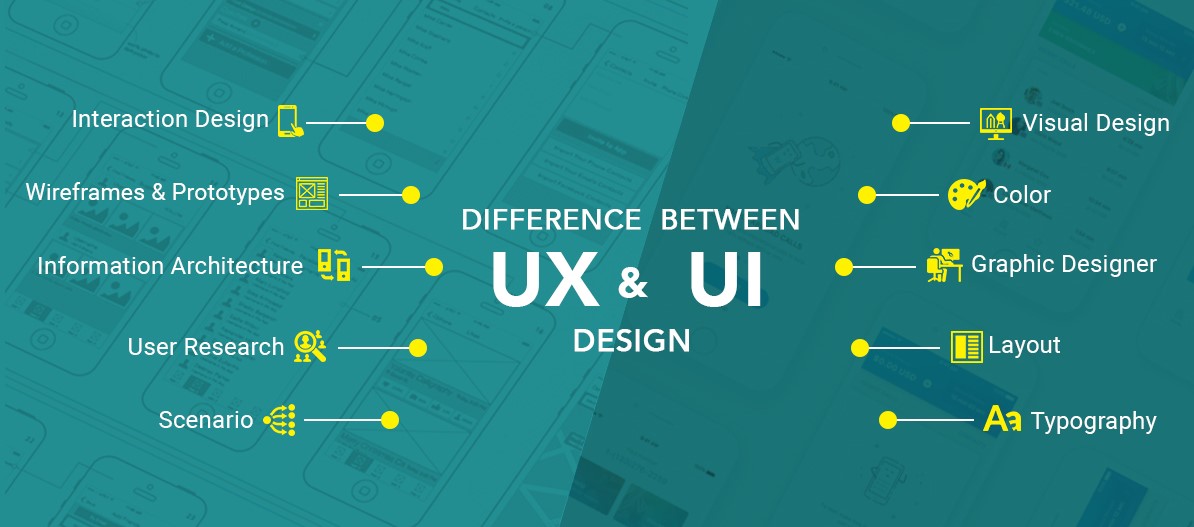 Interaction Design
Wireframes & Prototypes
Information Architecture
User Research
Scenario
DIFFERENCE BETWEEN
UX & UI
DESIGN
Visual Design
Color
Graphic Designer
Layout
Aa Typography